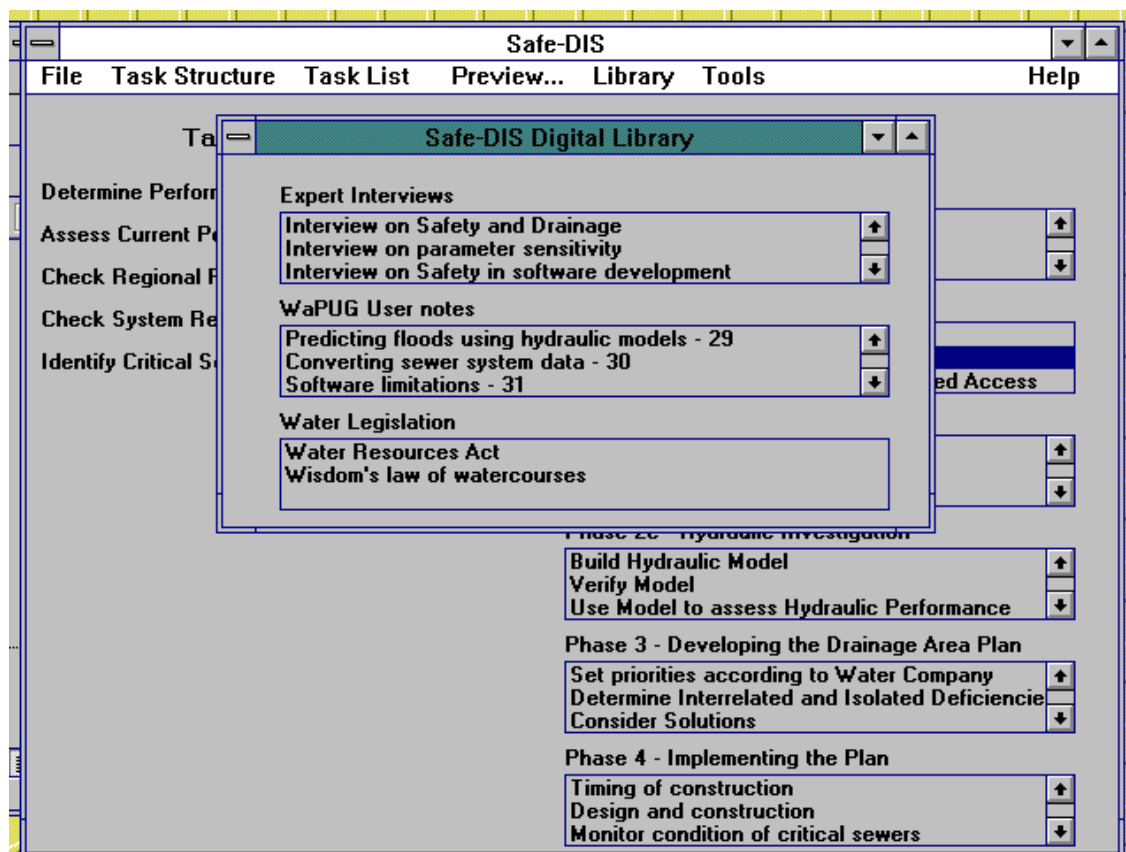 Safe-DIS
File Task Structure Task List Preview... Library Tools Help
Safe-DIS Digital Library
Determine
Assess Current
Check Regional
Check System
Identify Critical
Expert Interviews
Interview on Safety and Drainage
Interview on parameter sensitivity
Interview on Safety in software development
WaPUG User notes
Predicting floods using hydraulic models - 29
Converting sewer system data - 30
Software limitations - 31
Water Legislation
Water Resources Act
Wisdom's law of watercourses
Access
Hydraulic Investigation
Build Hydraulic Model
Verify Model
Use Model to assess Hydraulic Performance
Phase 3 - Developing the Drainage Area Plan
Set priorities according to Water Company
Determine Interrelated and Isolated Deficiencie
Consider Solutions
Phase 4 - Implementing the Plan
Timing of construction
Design and construction
Monitor condition of critical sewers